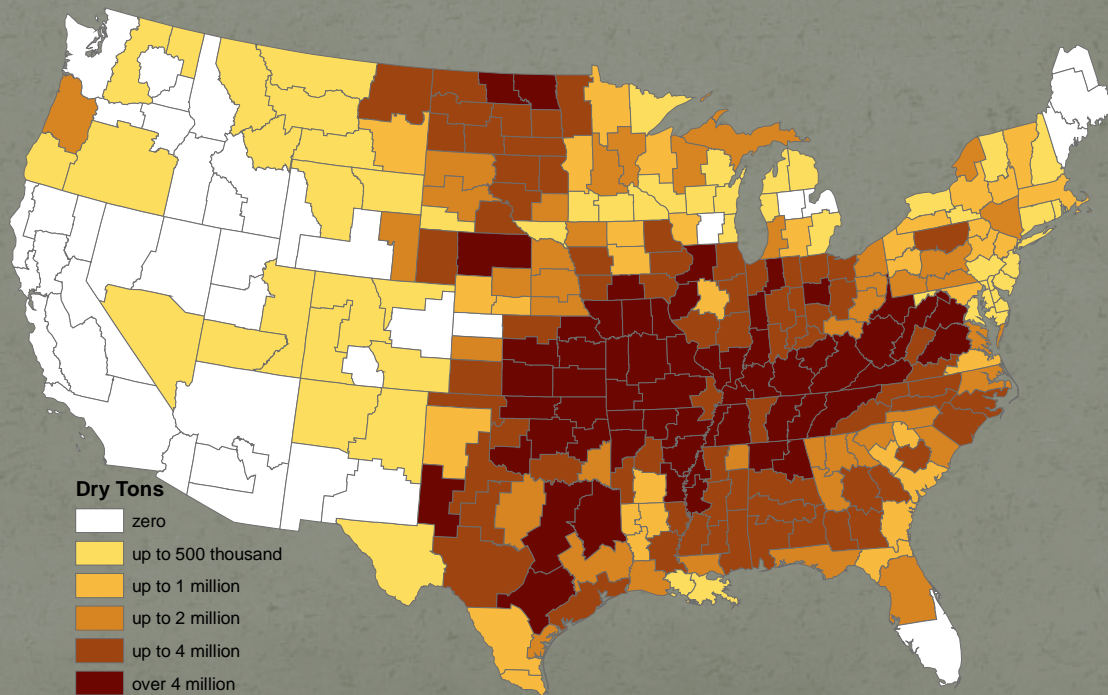 Dry Tons
zero
up to 500 thousand
up to 1 million
up to 2 million
up to 4 million
over 4 million